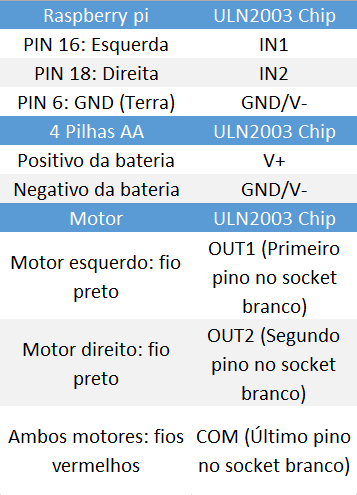 Raspberry pi ULN2003 Chip
PIN 16: Esquerda IN1
PIN 18: Direita IN2
PIN 6: GND (Terra) GND/V-
4 Pilhas AA ULN2003 Chip
Positivo da bateria V+
Negativo da bateria GND/V-
Motor ULN2003 Chip
Motor esquerdo: fio
preto
OUT1 (Primeiro
pino no socket
branco)
Motor direito: fio
preto
OUT2 (Segundo
pino no socket
branco)
Ambos motores: fios
vermelhos
COM (Último pino
no socket branco)